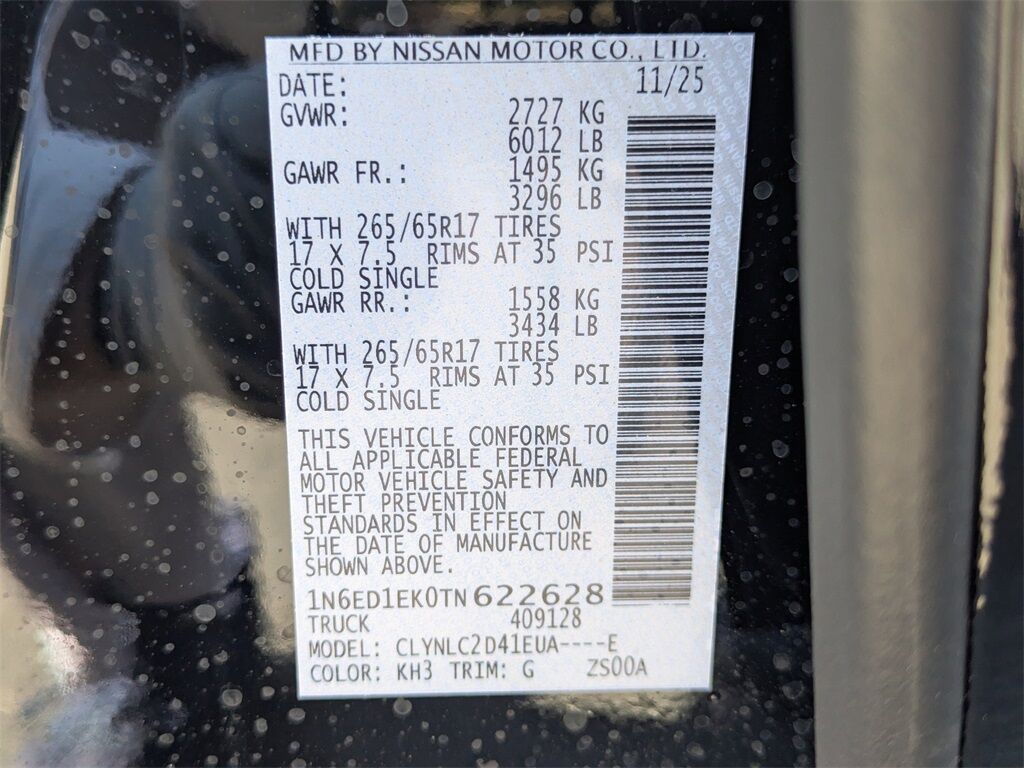 MFD BY NISSAN MOTOR CO., LTD.
DATE: 11/25
GVWR: 2727 KG
6012 LB
GAWR FR.: 1495 KG
3296 LB
WITH 265/65R17 TIRES
17 X 7.5 RIMS AT 35 PSI
COLD SINGLE
GAWR RR.: 1558 KG
3434 LB
WITH 265/65R17 TIRES
17 X 7.5 RIMS AT 35 PSI
COLD SINGLE
THIS VEHICLE CONFORMS TO
ALL APPLICABLE FEDERAL
MOTOR VEHICLE SAFETY AND
THEFT PREVENTION
STANDARDS IN EFFECT ON
THE DATE OF MANUFACTURE
SHOWN ABOVE.
1N6ED1EK0TN622628
TRUCK 409128
MODEL: CLYNLC2D41EUA----E
COLOR: KH3 TRIM: G ZS00A